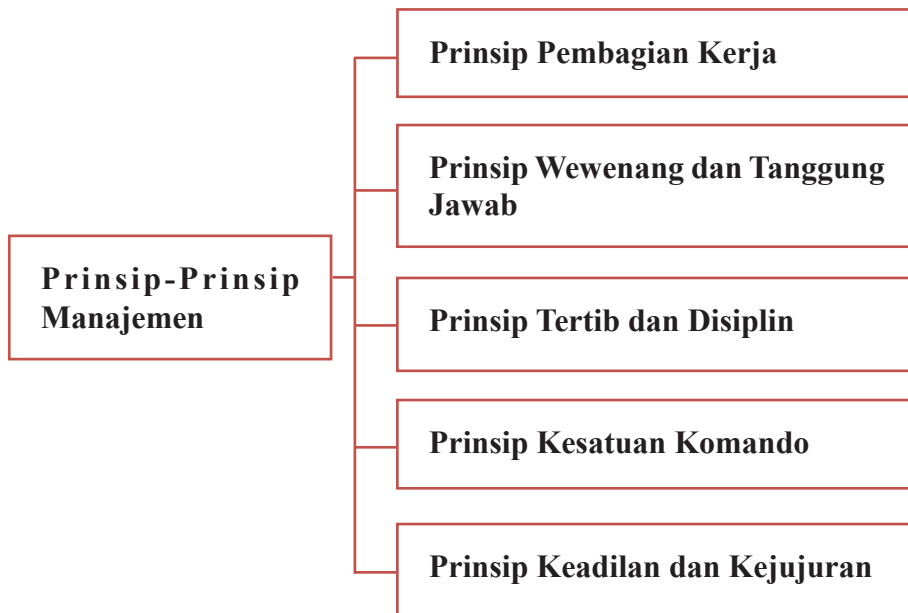 Prinsip Pembagian Kerja
Prinsip Wewenang dan Tanggung
Jawab
Prinsip-Prinsip
Manajemen
Prinsip Tertib dan Disiplin
Prinsip Kesatuan Komando
Prinsip Keadilan dan Kejujuran